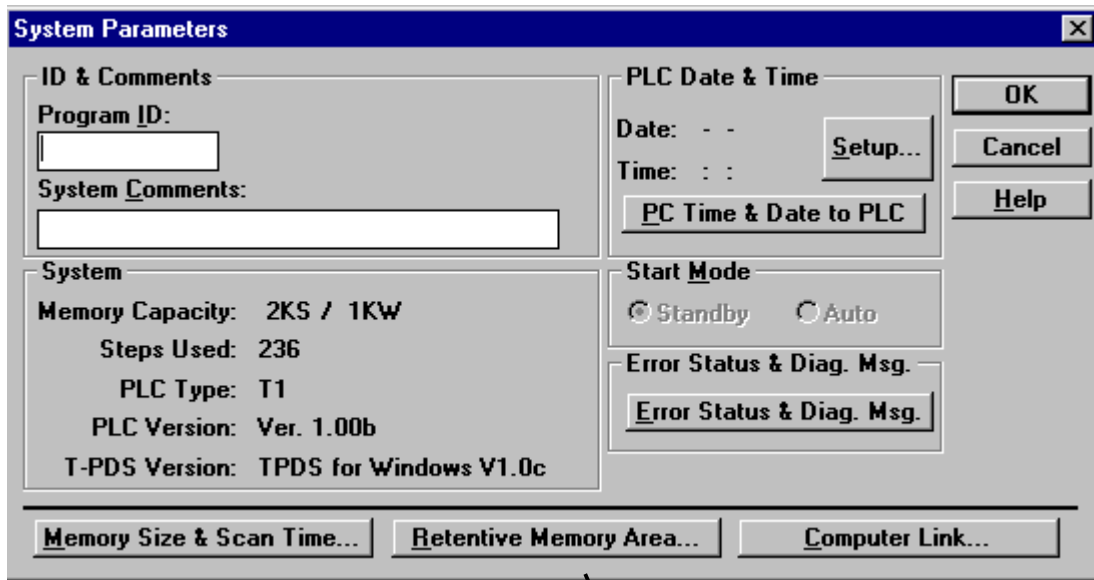 System Parameters
ID & Comments
Program ID:
System Comments:
PLC Date & Time
Date: - -
Time: : :
Setup...
PC Time & Date to PLC
OK
Cancel
Help
System
Memory Capacity: 2KS / 1KW
Steps Used: 236
PLC Type: T1
PLC Version: Ver. 1.00b
T-PDS Version: TPDS for Windows V1.0c
Start Mode
Standby Auto
Error Status & Diag. Msg.
Error Status & Diag. Msg.
Memory Size & Scan Time... Retentive Memory Area... Computer Link...